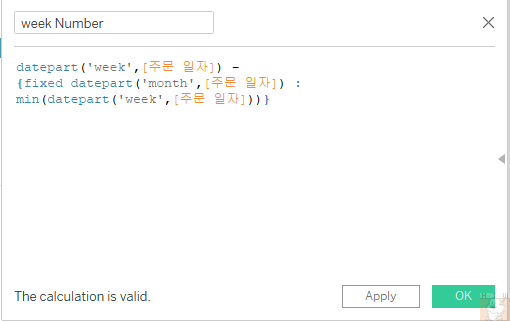 week Number
datepart('week',[주문 일자]) -
{fixed datepart('month',[주문 일자]) :
min(datepart('week',[주문 일자]))}
The calculation is valid.
Apply
OK